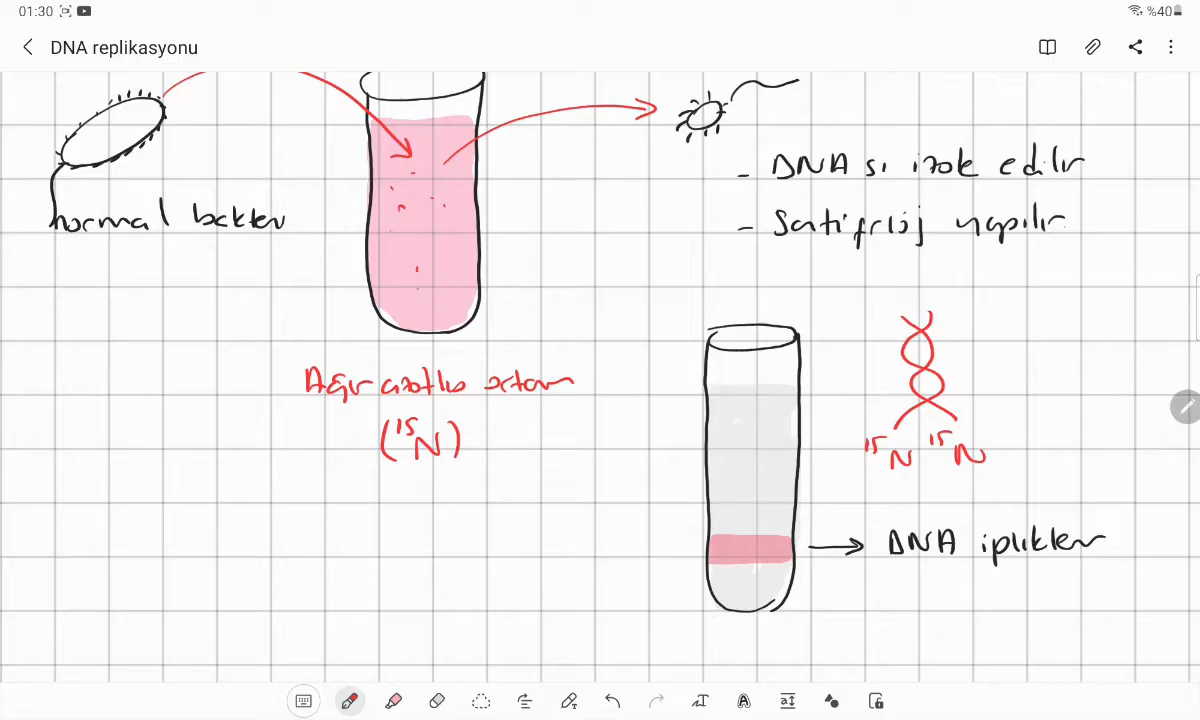 01:30 %40
DNA replikasyonu
DNA sı izole edilir
normal bakteri
Satifrüj yapılır
Ağır azotlu ortam
(¹⁵N)
¹⁵N ¹⁵N
DNA iplikleri